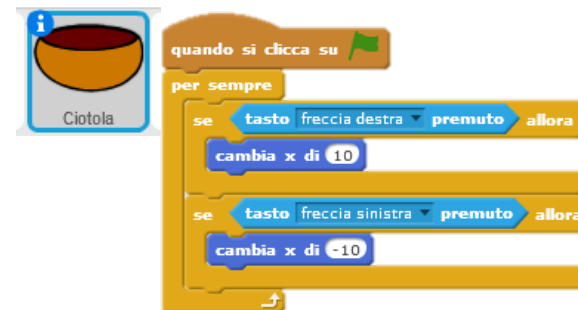 i
Ciotola
quando si clicca su
per sempre
se tasto freccia destra premuto allora
cambia x di 10
se tasto freccia sinistra premuto allora
cambia x di -10